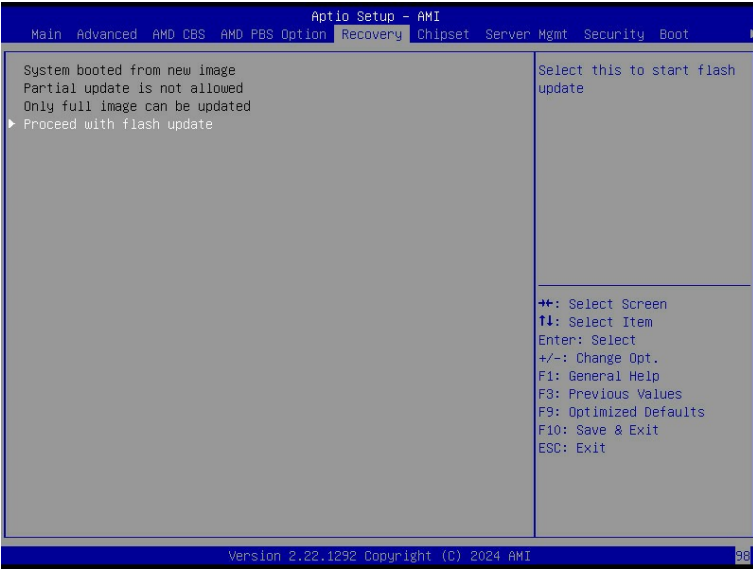 Aptio Setup – AMI
Main Advanced AMD CBS AMD PBS Option Recovery Chipset Server Mgmt Security Boot
System booted from new image
Partial update is not allowed
Only full image can be updated
Proceed with flash update
Select this to start flash
update
→←: Select Screen
↑↓: Select Item
Enter: Select
+/-: Change Opt.
F1: General Help
F3: Previous Values
F9: Optimized Defaults
F10: Save & Exit
ESC: Exit
Version 2.22.1292 Copyright (C) 2024 AMI
98